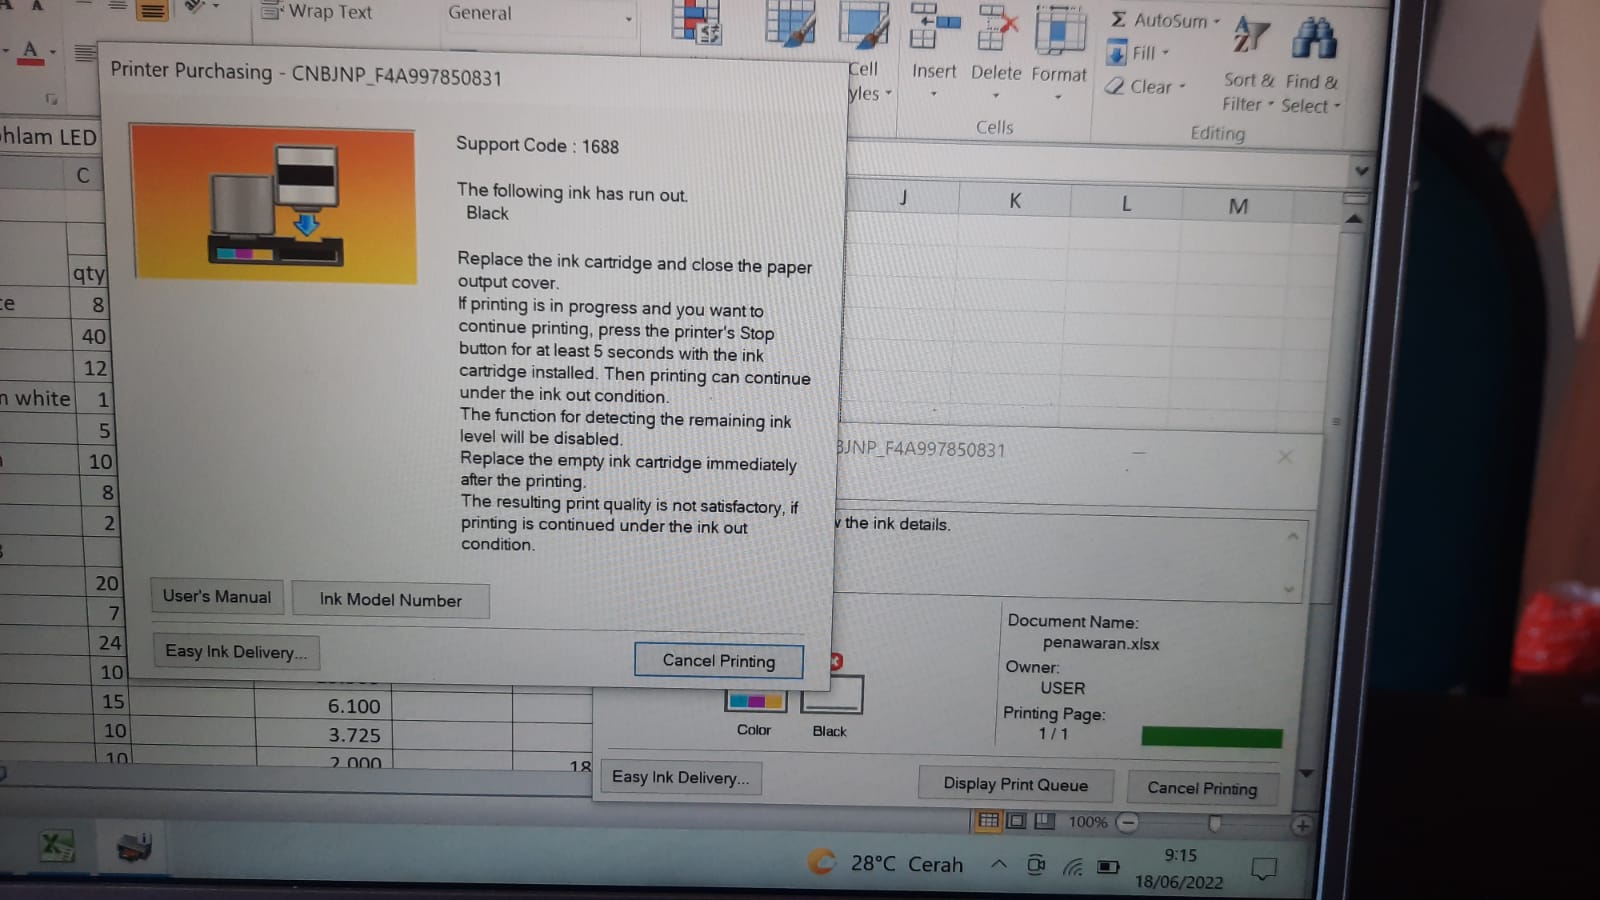 Wrap Text
General
AutoSum
Fill
Clear
Insert
Delete
Format
Cell
yles
Cells
Sort &
Filter
Find &
Select
Editing
Printer Purchasing - CNBJNP_F4A997850831
Support Code : 1688
The following ink has run out.
Black
Replace the ink cartridge and close the paper
output cover.
If printing is in progress and you want to
continue printing, press the printer's Stop
button for at least 5 seconds with the ink
cartridge installed. Then printing can continue
under the ink out condition.
The function for detecting the remaining ink
level will be disabled.
Replace the empty ink cartridge immediately
after the printing.
The resulting print quality is not satisfactory, if
printing is continued under the ink out
condition.
User's Manual
Ink Model Number
Easy Ink Delivery...
Cancel Printing
hlam LED
C
J
K
L
M
qty
8
40
12
white 1
5
10
8
2
20
7
24
10
15
6.100
10
3.725
10
2.000
18
BJNP_F4A997850831
the ink details.
Document Name:
penawaran.xlsx
Owner:
USER
Printing Page:
1 / 1
Color
Black
Easy Ink Delivery...
Display Print Queue
Cancel Printing
100%
28°C Cerah
9:15
18/06/2022